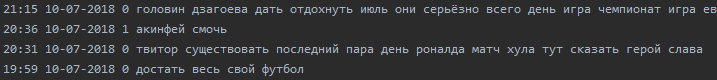 21:15 10-07-2018 0 головин дзагоева дать отдохнуть июль они серьёзно всего день игра чемпионат игра ев
20:36 10-07-2018 1 акинфей смочь
20:31 10-07-2018 0 твитор существовать последний пара день роналда матч хула тут сказать герой слава
19:59 10-07-2018 0 достать весь свой футбол